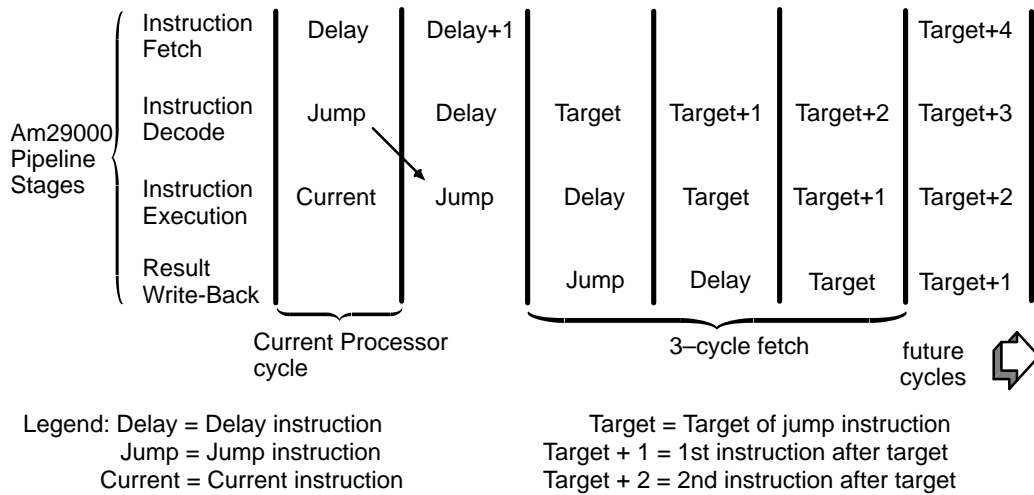 Am29000
Pipeline
Stages
Instruction
Fetch
Delay
Delay+1
Target+4
Instruction
Decode
Jump
Delay
Target
Target+1
Target+2
Target+3
Instruction
Execution
Current
Jump
Delay
Target
Target+1
Target+2
Result
Write-Back
Jump
Delay
Target
Target+1
Current Processor
cycle
3–cycle fetch
future
cycles
Legend: Delay = Delay instruction
Jump = Jump instruction
Current = Current instruction
Target = Target of jump instruction
Target + 1 = 1st instruction after target
Target + 2 = 2nd instruction after target